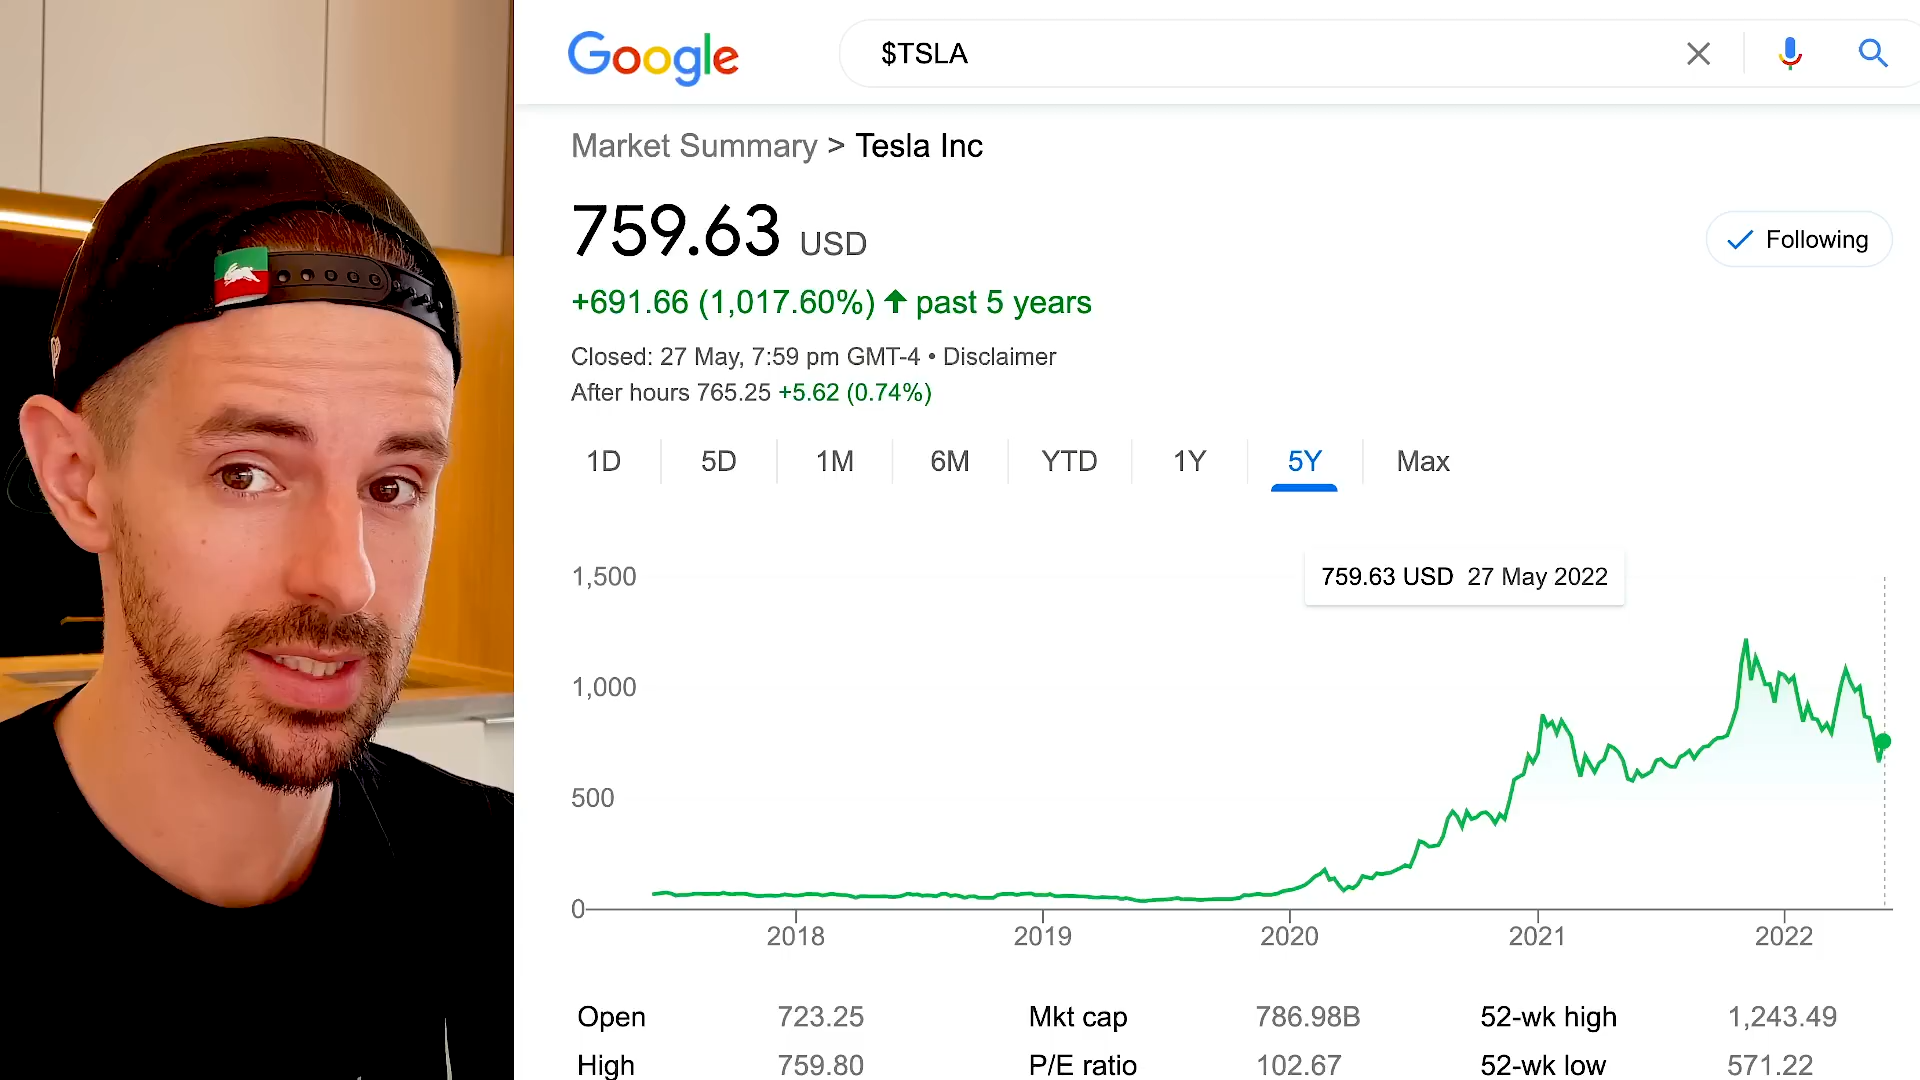 Google
$TSLA
Market Summary > Tesla Inc
759.63 USD
Following
+691.66 (1,017.60%) ↑ past 5 years
Closed: 27 May, 7:59 pm GMT-4 • Disclaimer
After hours 765.25 +5.62 (0.74%)
1D 5D 1M 6M YTD 1Y 5Y Max
759.63 USD 27 May 2022
1,500
1,000
500
0
2018 2019 2020 2021 2022
Open 723.25 Mkt cap 786.98B 52-wk high 1,243.49
High 759.80 P/E ratio 102.67 52-wk low 571.22